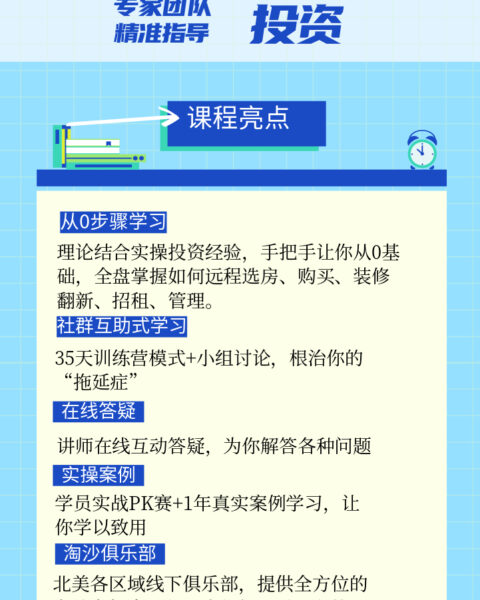 专家团队
精准指导
投资
课程亮点
从0步骤学习
理论结合实操投资经验，手把手让你从0基
础，全盘掌握如何远程选房、购买、装修
翻新、招租、管理。
社群互助式学习
35天训练营模式+小组讨论，根治你的
“拖延症”
在线答疑
讲师在线互动答疑，为你解答各种问题
实操案例
学员实战PK赛+1年真实案例学习，让
你学以致用
淘沙俱乐部
北美各区域线下俱乐部，提供全方位的